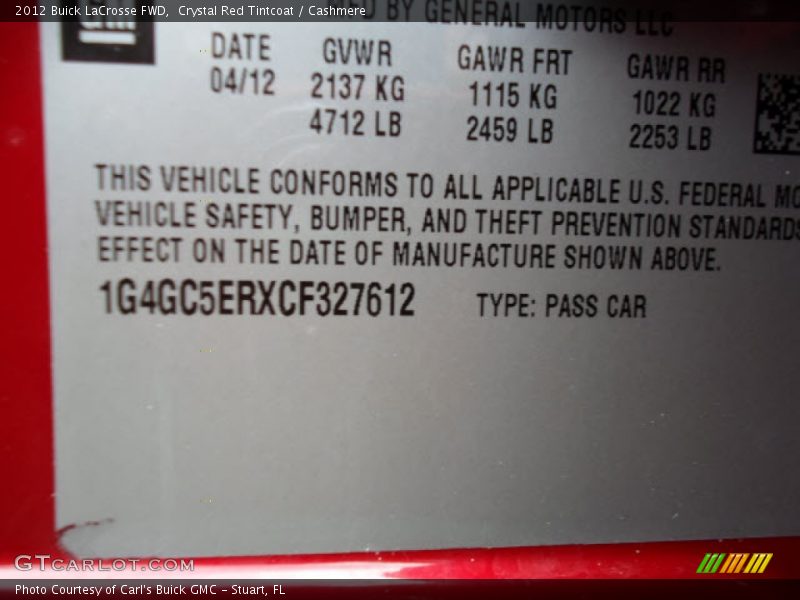 2012 Buick LaCrosse FWD, Crystal Red Tintcoat / Cashmere
BY GENERAL MOTORS LLC
GM
DATE GVWR GAWR FRT GAWR RR
04/12 2137 KG 1115 KG 1022 KG
4712 LB 2459 LB 2253 LB
THIS VEHICLE CONFORMS TO ALL APPLICABLE U.S. FEDERAL MO
VEHICLE SAFETY, BUMPER, AND THEFT PREVENTION STANDARDS
EFFECT ON THE DATE OF MANUFACTURE SHOWN ABOVE.
1G4GC5ERXCF327612 TYPE: PASS CAR
GTCARLOT.COM
Photo Courtesy of Carl's Buick GMC - Stuart, FL